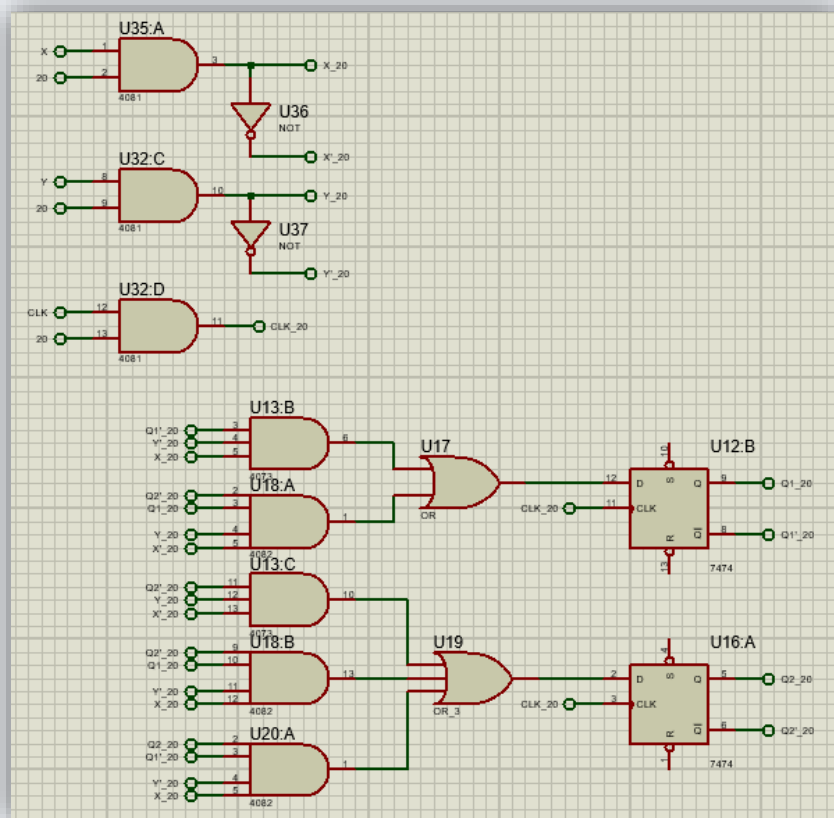 U35:A
X 1
3 X_20
20 2
4081
U36
NOT
X'_20
U32:C
Y 8
10 Y_20
20 9
4081
U37
NOT
Y'_20
U32:D
CLK 12
11 CLK_20
20 13
4081
U13:B
Q1'_20 3
Y'_20 4
X_20 5
6
4073
U17
OR
U18:A
Q2'_20 2
Q1_20 3
Y_20 4
X'_20 5
1
4082
U12:B
10
12 D S Q 9 Q1_20
CLK_20 11 CLK
R Q 8 Q1'_20
13
7474
U13:C
Q2'_20 11
Y_20 12
X'_20 13
10
4073
U18:B
Q2'_20 9
Q1_20 10
Y'_20 11
X_20 12
13
4082
U19
OR_3
U20:A
Q2_20 2
Q1'_20 3
Y'_20 4
X_20 5
1
4082
U16:A
4
2 D S Q 5 Q2_20
CLK_20 3 CLK
R Q 6 Q2'_20
1
7474